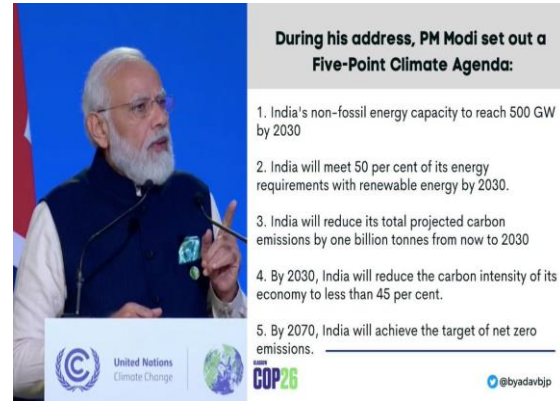 During his address, PM Modi set out a
Five-Point Climate Agenda:
1. India's non-fossil energy capacity to reach 500 GW
by 2030
2. India will meet 50 per cent of its energy
requirements with renewable energy by 2030.
3. India will reduce its total projected carbon
emissions by one billion tonnes from now to 2030
4. By 2030, India will reduce the carbon intensity of its
economy to less than 45 per cent.
5. By 2070, India will achieve the target of net zero
emissions.
United Nations
Climate Change
GLASGOW
COP26
@byadavbjp